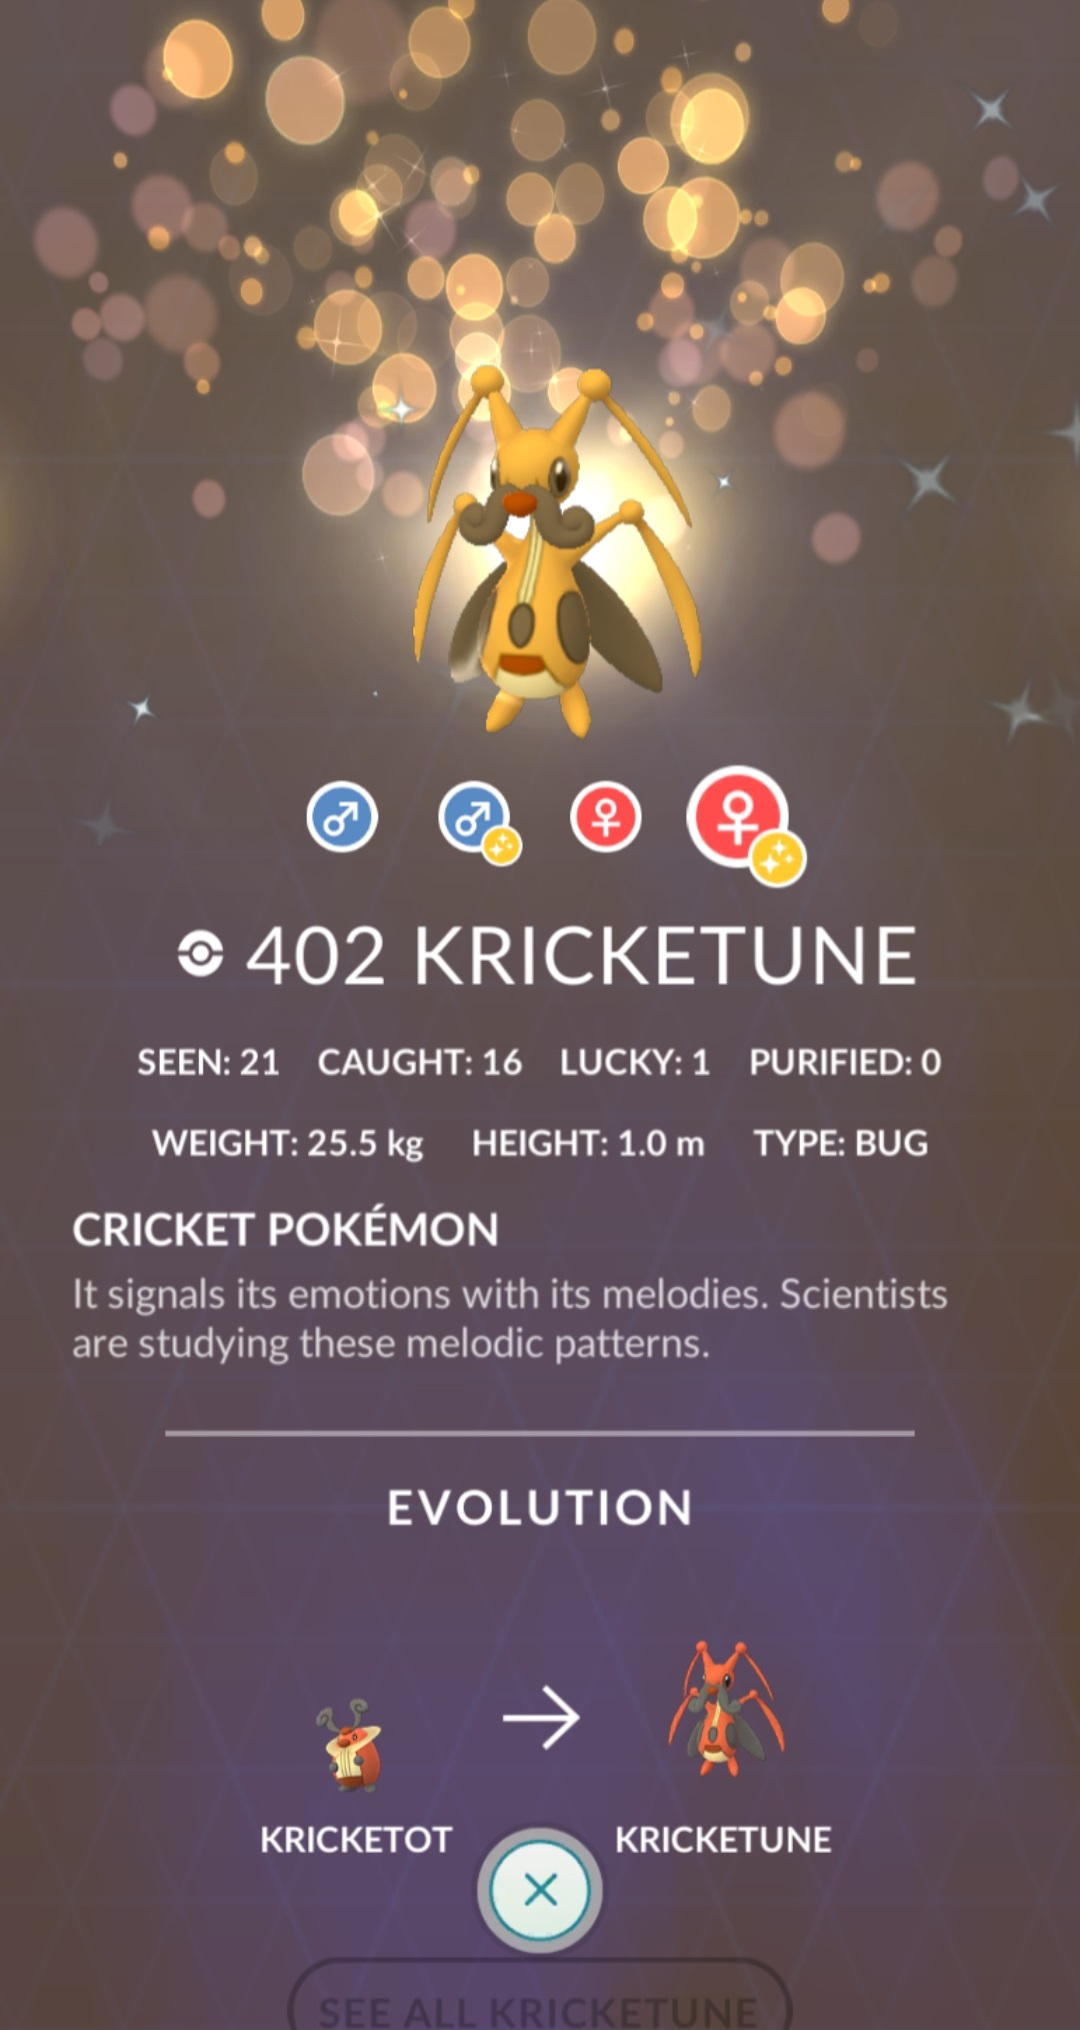 402 KRICKETUNE
SEEN: 21 CAUGHT: 16 LUCKY: 1 PURIFIED: 0
WEIGHT: 25.5 kg HEIGHT: 1.0 m TYPE: BUG
CRICKET POKÉMON
It signals its emotions with its melodies. Scientists
are studying these melodic patterns.
EVOLUTION
KRICKETOT KRICKETUNE
SEE ALL KRICKETUNE